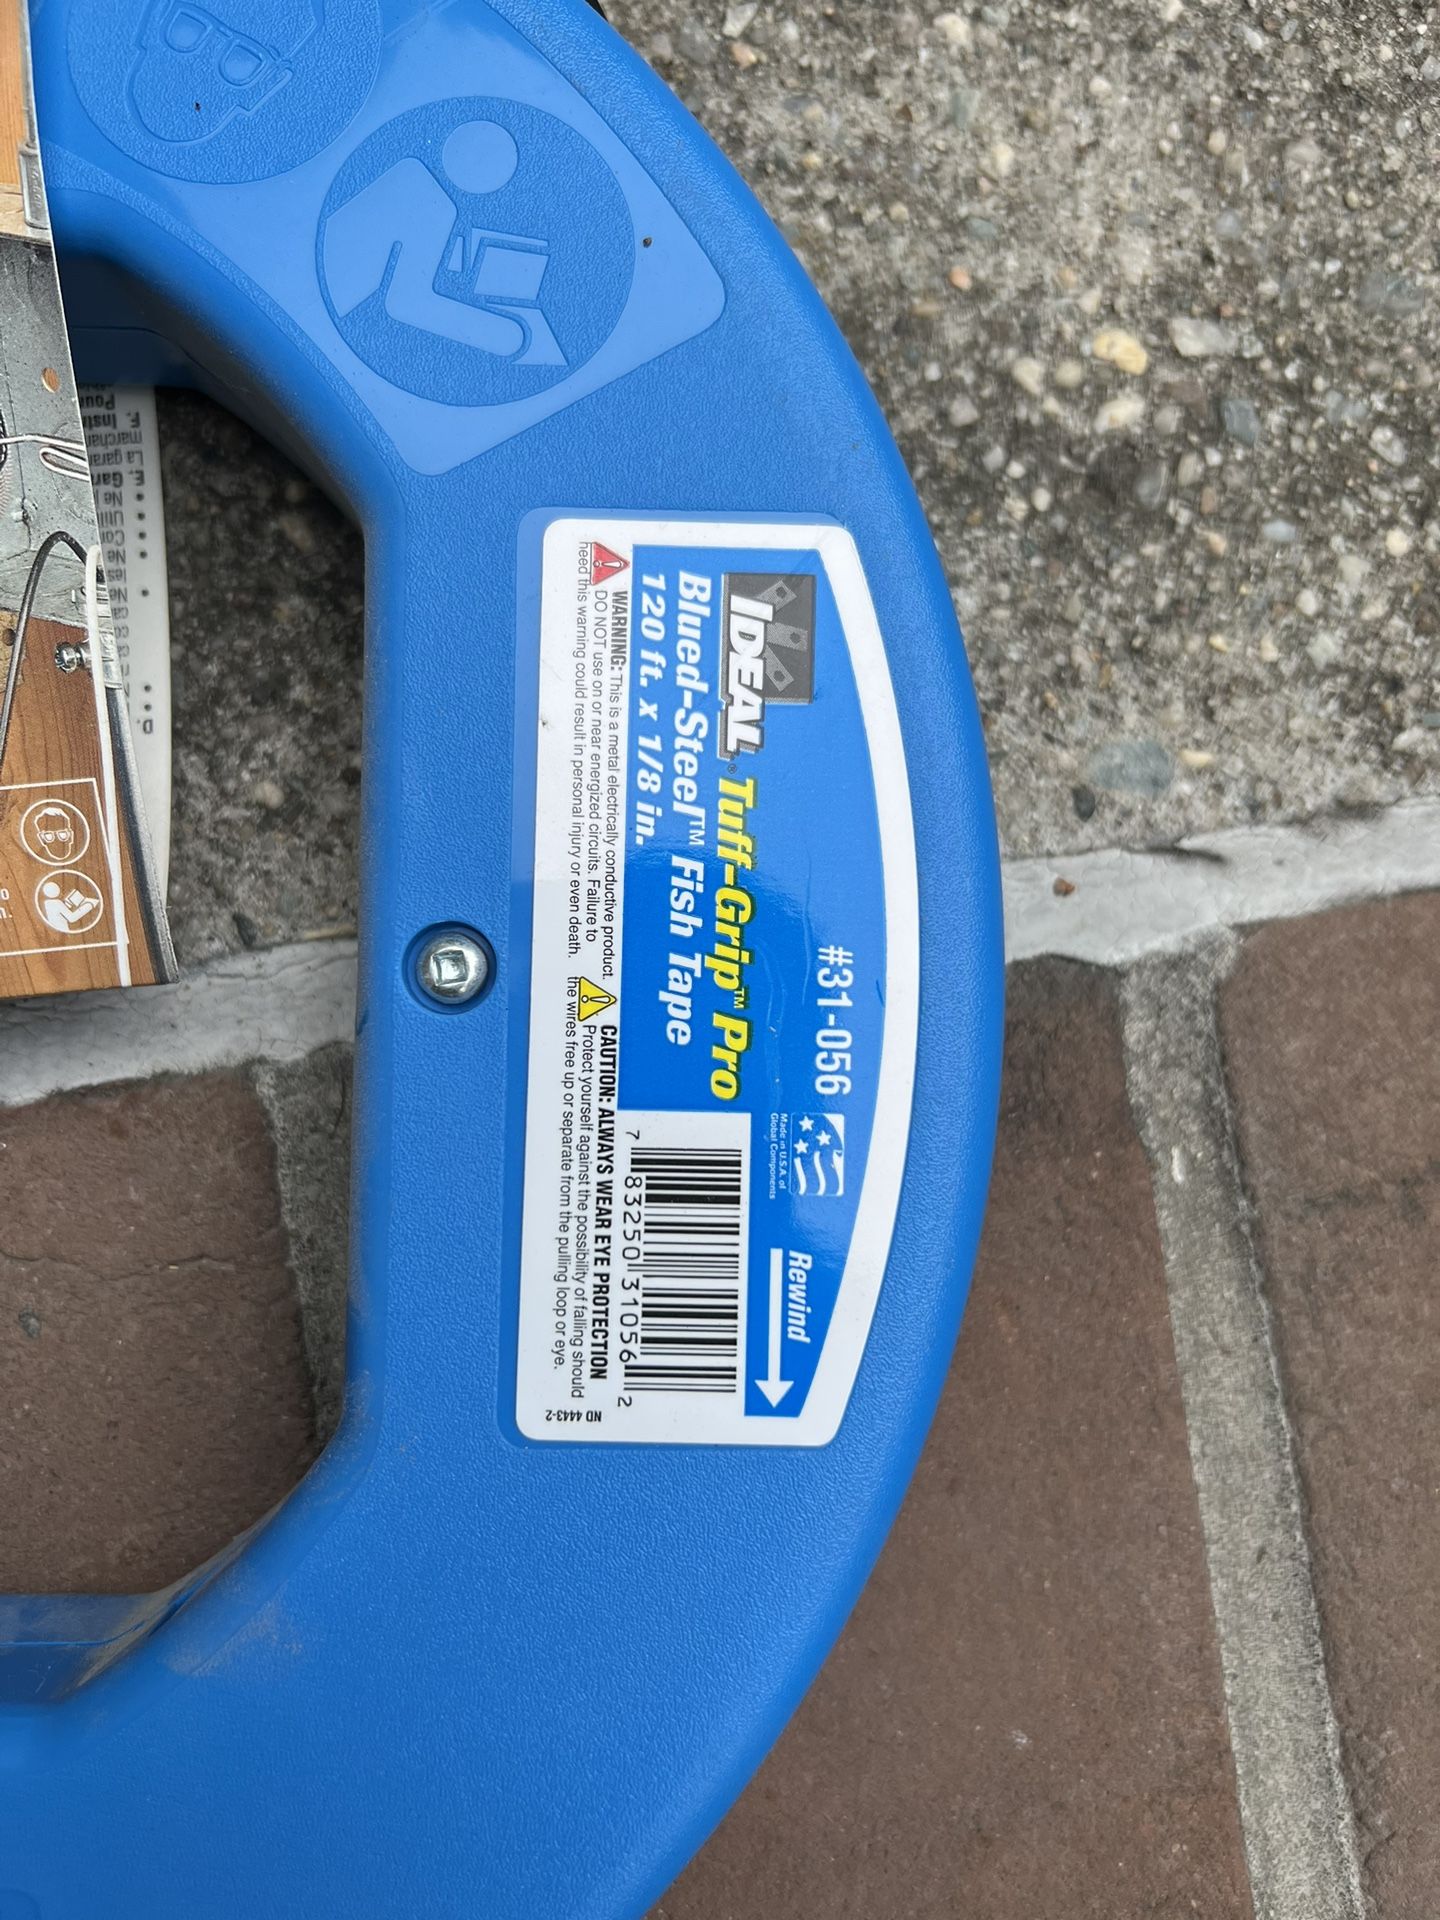 #31-056
IDEAL® Tuff-Grip™ Pro
Blued-Steel™ Fish Tape
120 ft. x 1/8 in.
Made in U.S.A. of
Global Components
Rewind
7 83250 31056 2
WARNING: This is a metal electrically conductive product.
DO NOT use on or near energized circuits. Failure to
heed this warning could result in personal injury or even death.
CAUTION: ALWAYS WEAR EYE PROTECTION
Protect yourself against the possibility of falling should
the wires free up or separate from the pulling loop or eye.
ND 4443-2